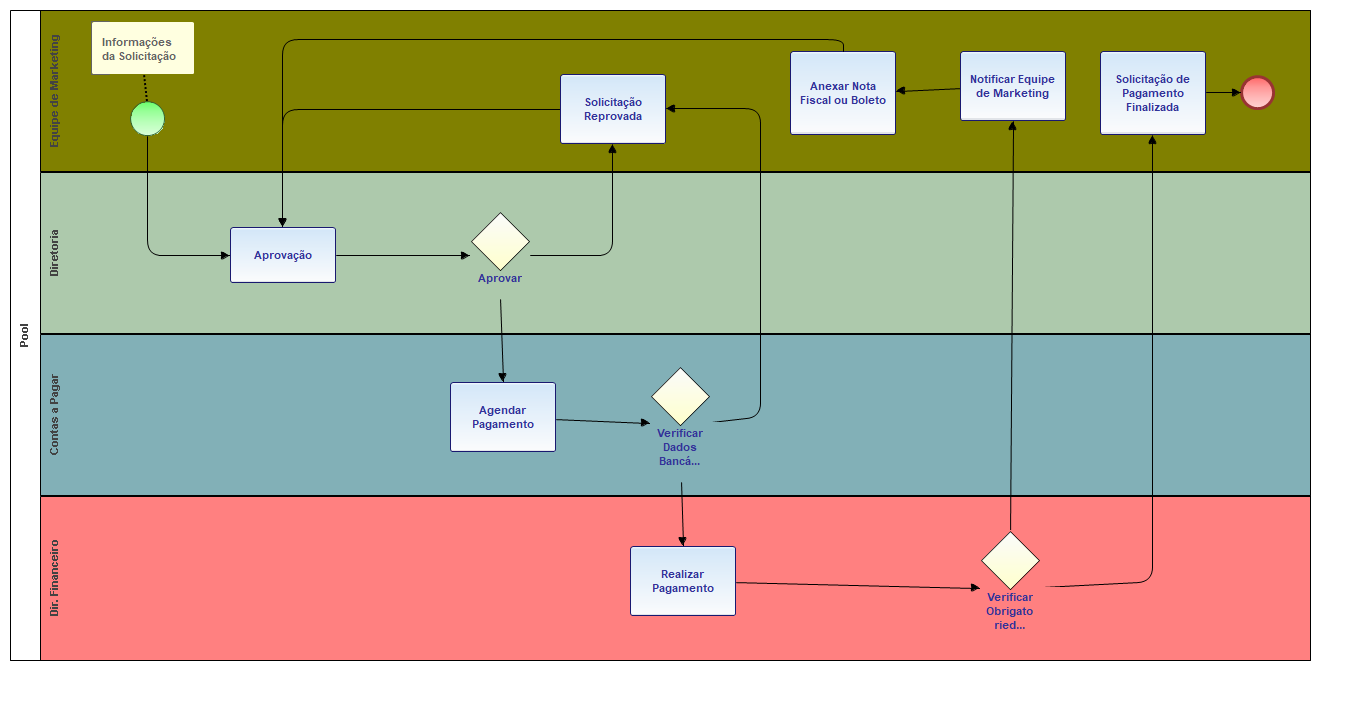 Pool
Equipe de Marketing
Informações
da Solicitação
Solicitação
Reprovada
Anexar Nota
Fiscal ou Boleto
Notificar Equipe
de Marketing
Solicitação de
Pagamento
Finalizada
Diretoria
Aprovação
Aprovar
Contas a Pagar
Agendar
Pagamento
Verificar
Dados
Bancá...
Dir. Financeiro
Realizar
Pagamento
Verificar
Obrigato
ried...